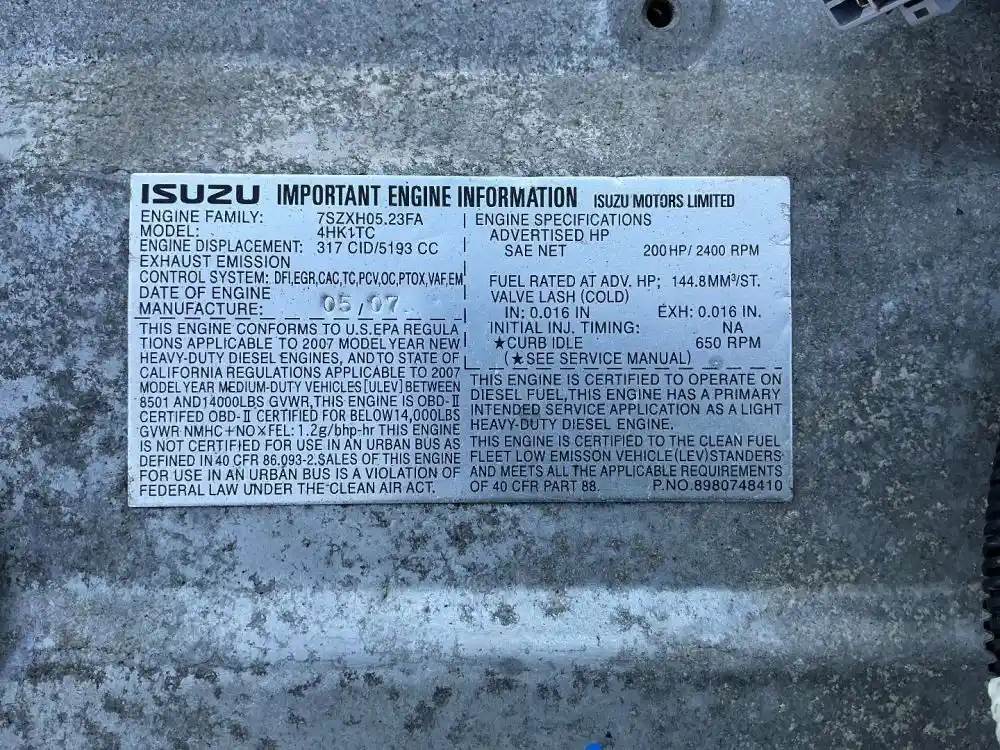 ISUZU IMPORTANT ENGINE INFORMATION ISUZU MOTORS LIMITED
ENGINE FAMILY: 7SZXH05.23FA
MODEL: 4HK1TC
ENGINE DISPLACEMENT: 317 CID/5193 CC
EXHAUST EMISSION
CONTROL SYSTEM: DFI,EGR,CAC,TC,PCV,OC,PTOX,VAF,EM
DATE OF ENGINE
MANUFACTURE: 05/07
THIS ENGINE CONFORMS TO U.S.EPA REGULA
TIONS APPLICABLE TO 2007 MODEL YEAR NEW
HEAVY-DUTY DIESEL ENGINES, AND TO STATE OF
CALIFORNIA REGULATIONS APPLICABLE TO 2007
MODEL YEAR MEDIUM-DUTY VEHICLES [ULEV] BETWEEN
8501 AND 14000LBS GVWR,THIS ENGINE IS OBD-II
CERTIFED OBD-II CERTIFIED FOR BELOW 14,000LBS
GVWR NMHC+NO×FEL: 1.2g/bhp-hr THIS ENGINE
IS NOT CERTIFIED FOR USE IN AN URBAN BUS AS
DEFINED IN 40 CFR 86.093-2.SALES OF THIS ENGINE
FOR USE IN AN URBAN BUS IS A VIOLATION OF
FEDERAL LAW UNDER THE CLEAN AIR ACT.
ENGINE SPECIFICATIONS
ADVERTISED HP
SAE NET 200HP/2400 RPM
FUEL RATED AT ADV. HP; 144.8MM³/ST.
VALVE LASH (COLD)
IN: 0.016 IN EXH: 0.016 IN.
INITIAL INJ. TIMING: NA
★CURB IDLE 650 RPM
(★SEE SERVICE MANUAL)
THIS ENGINE IS CERTIFIED TO OPERATE ON
DIESEL FUEL,THIS ENGINE HAS A PRIMARY
INTENDED SERVICE APPLICATION AS A LIGHT
HEAVY-DUTY DIESEL ENGINE.
THIS ENGINE IS CERTIFIED TO THE CLEAN FUEL
FLEET LOW EMISSON VEHICLE (LEV) STANDERS
AND MEETS ALL THE APPLICABLE REQUIREMENTS
OF 40 CFR PART 88. P.NO.8980748410